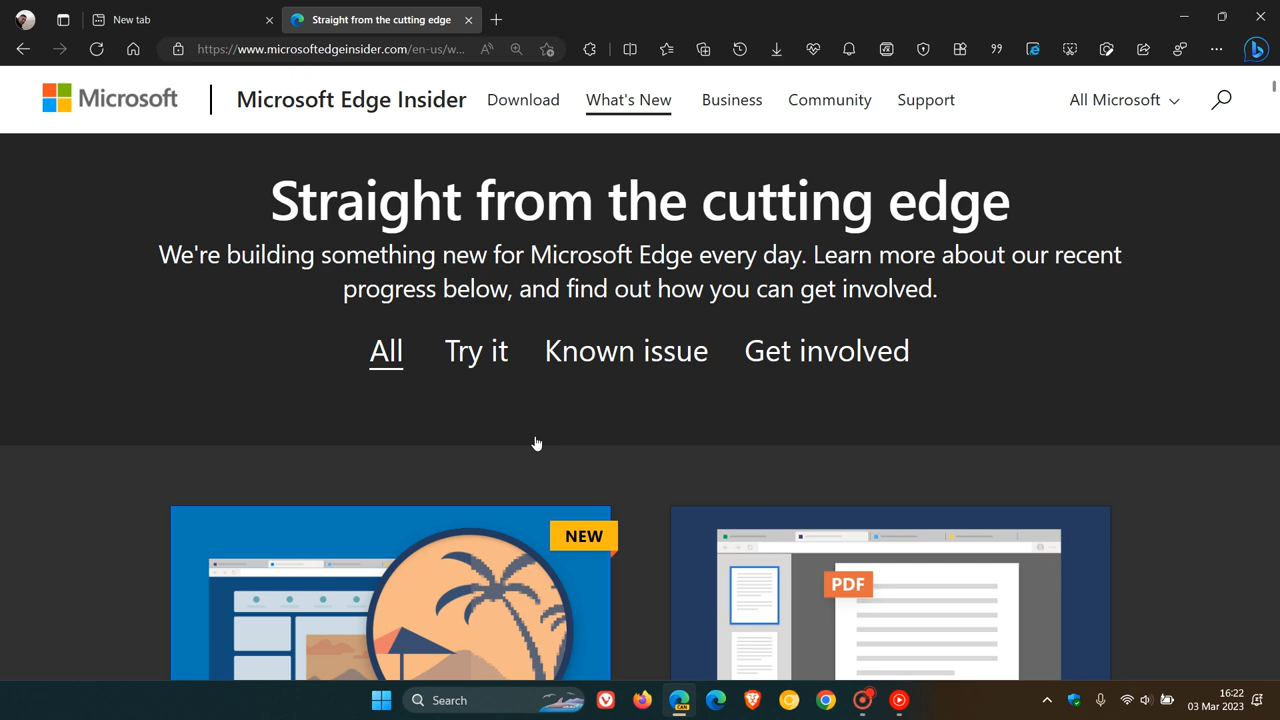 New tab
Straight from the cutting edge
https://www.microsoftedgeinsider.com/en-us/w...
Microsoft
Microsoft Edge Insider
Download
What's New
Business
Community
Support
All Microsoft
Straight from the cutting edge
We're building something new for Microsoft Edge every day. Learn more about our recent
progress below, and find out how you can get involved.
All
Try it
Known issue
Get involved
NEW
PDF
Search
CAN
16:22
03 Mar 2023